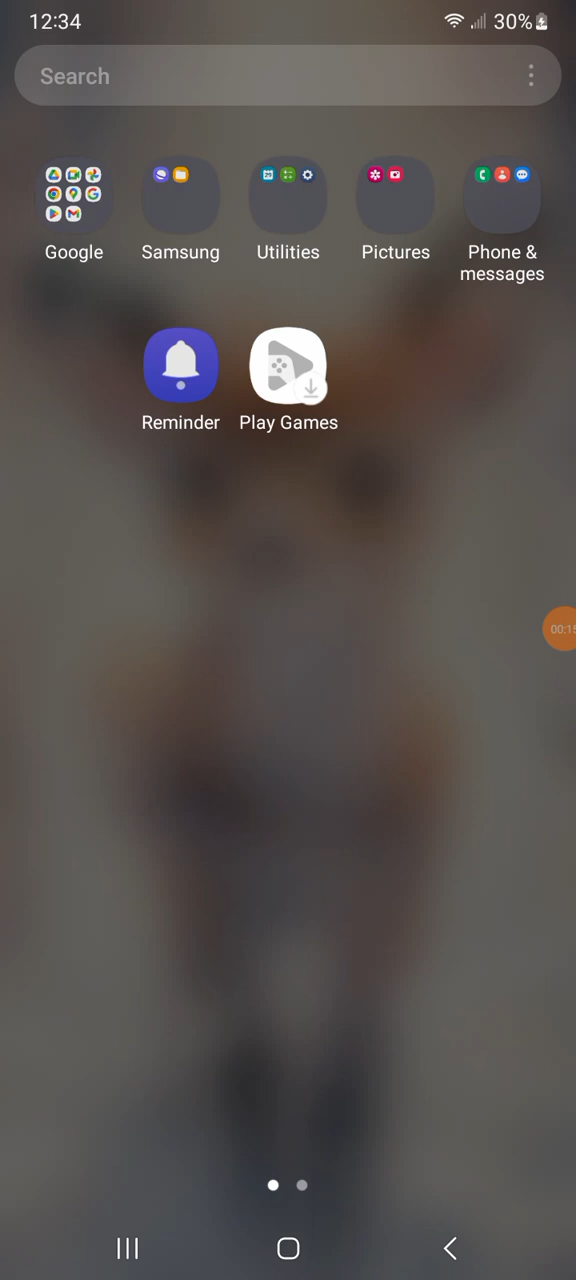 12:34
30%
Search
Google
Samsung
Utilities
Pictures
Phone &
messages
Reminder
Play Games